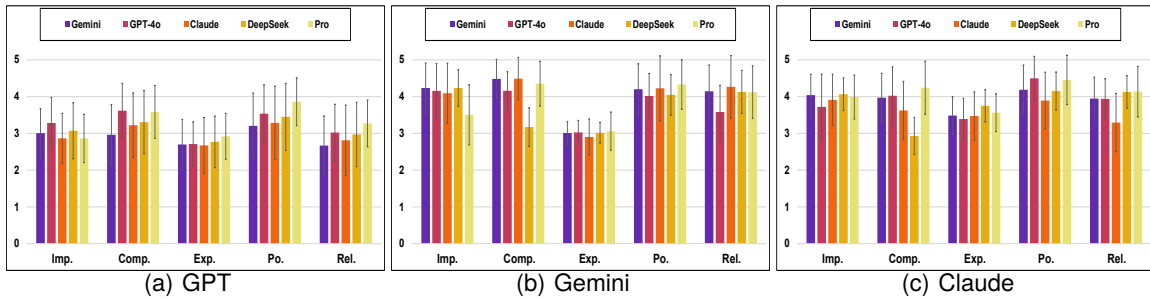 Gemini GPT-4o Claude DeepSeek Pro
5
4
3
2
1
0
Imp. Comp. Exp. Po. Rel.
(a) GPT
Gemini GPT-4o Claude DeepSeek Pro
5
4
3
2
1
0
Imp. Comp. Exp. Po. Rel.
(b) Gemini
Gemini GPT-4o Claude DeepSeek Pro
5
4
3
2
1
0
Imp. Comp. Exp. Po. Rel.
(c) Claude